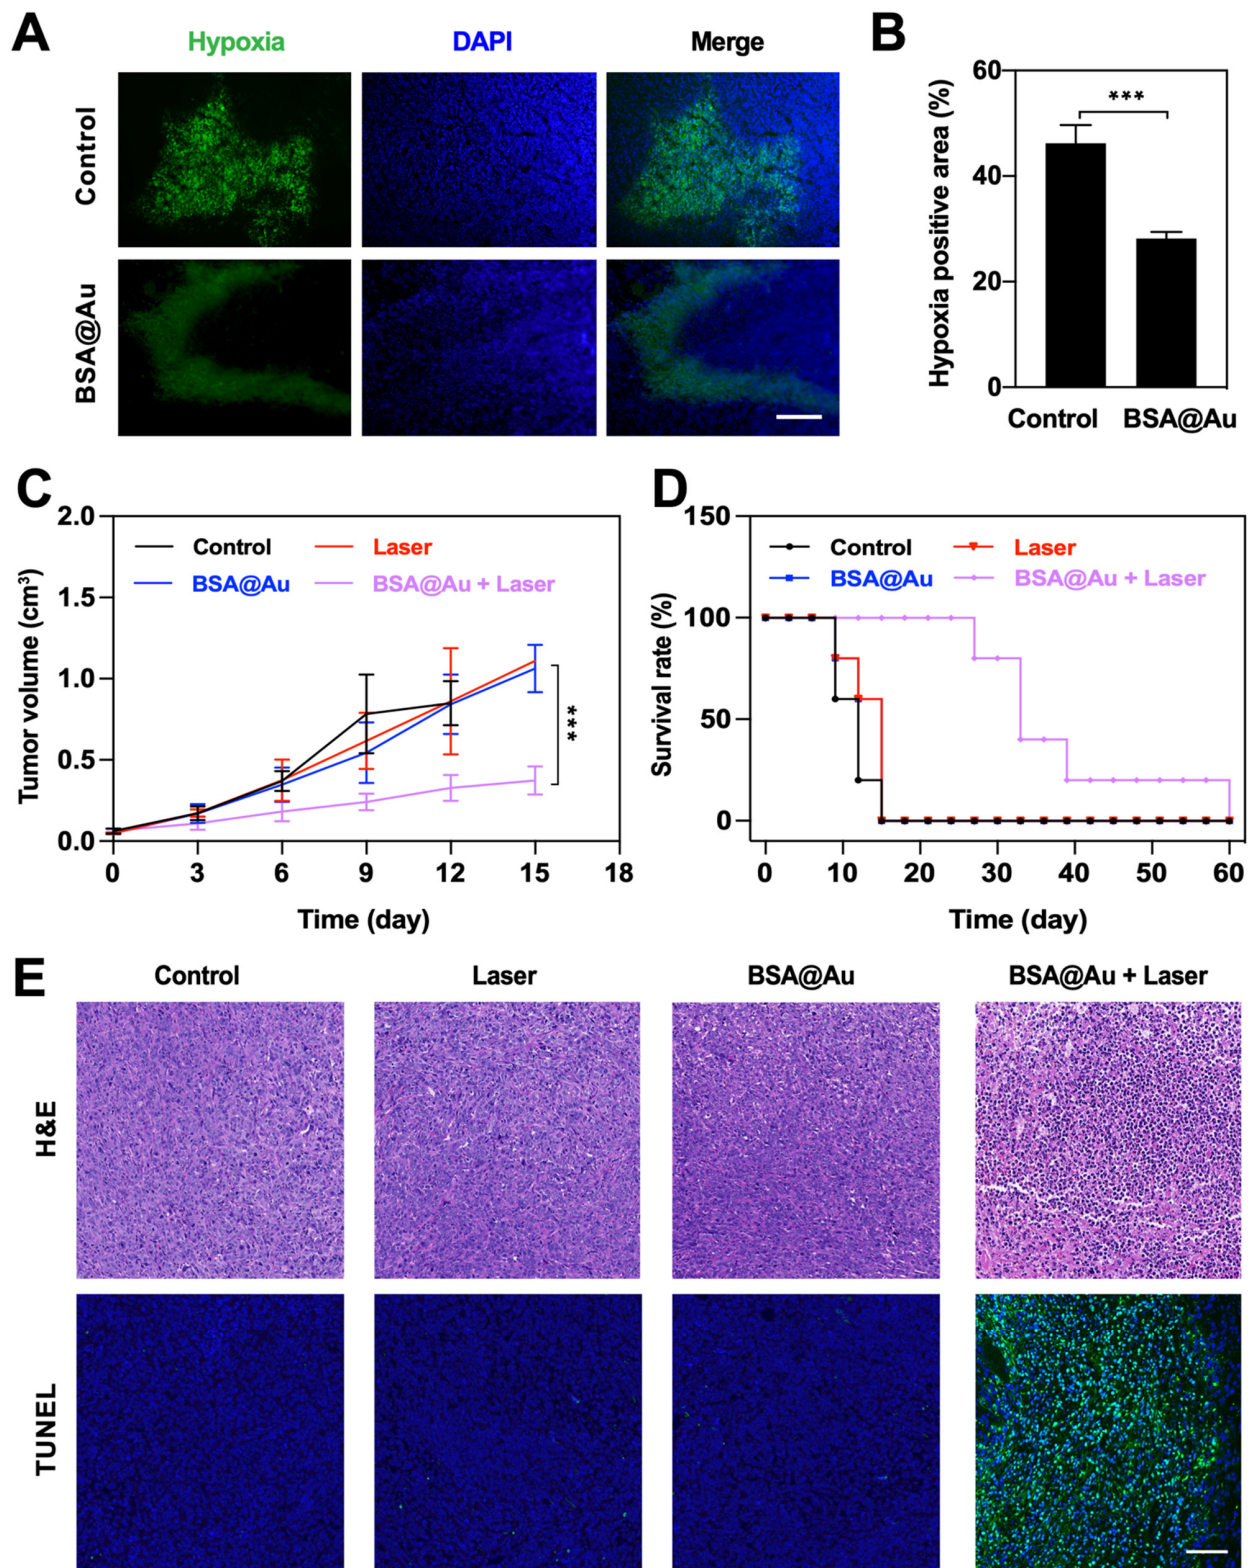 A
Hypoxia DAPI Merge
Control
BSA@Au
B
Hypoxia positive area (%)
60
40
20
0
***
Control BSA@Au
C
Tumor volume (cm³)
2.0
1.5
1.0
0.5
0.0
Control Laser
BSA@Au BSA@Au + Laser
***
0 3 6 9 12 15 18
Time (day)
D
Survival rate (%)
150
100
50
0
Control Laser
BSA@Au BSA@Au + Laser
0 10 20 30 40 50 60
Time (day)
E
Control Laser BSA@Au BSA@Au + Laser
H&E
TUNEL